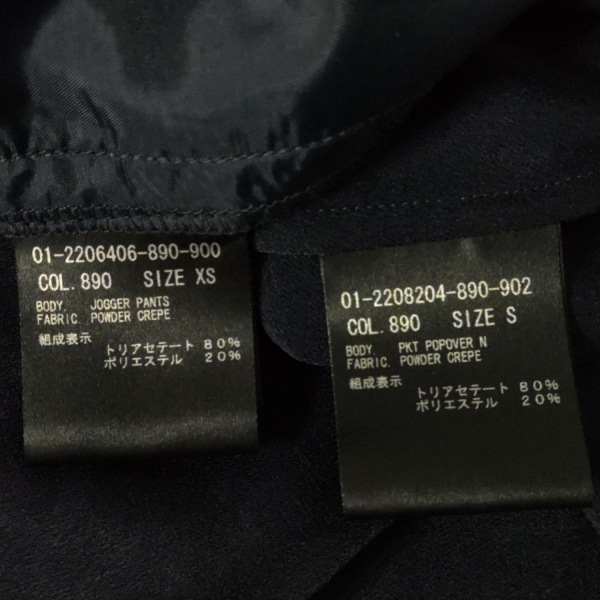 01-2206406-890-900
COL. 890 SIZE XS
BODY. JOGGER PANTS
FABRIC. POWDER CREPE
組成表示
トリアセテート 80%
ポリエステル 20%
01-2208204-890-902
COL. 890 SIZE S
BODY. PKT POPOVER N
FABRIC. POWDER CREPE
組成表示
トリアセテート 80%
ポリエステル 20%